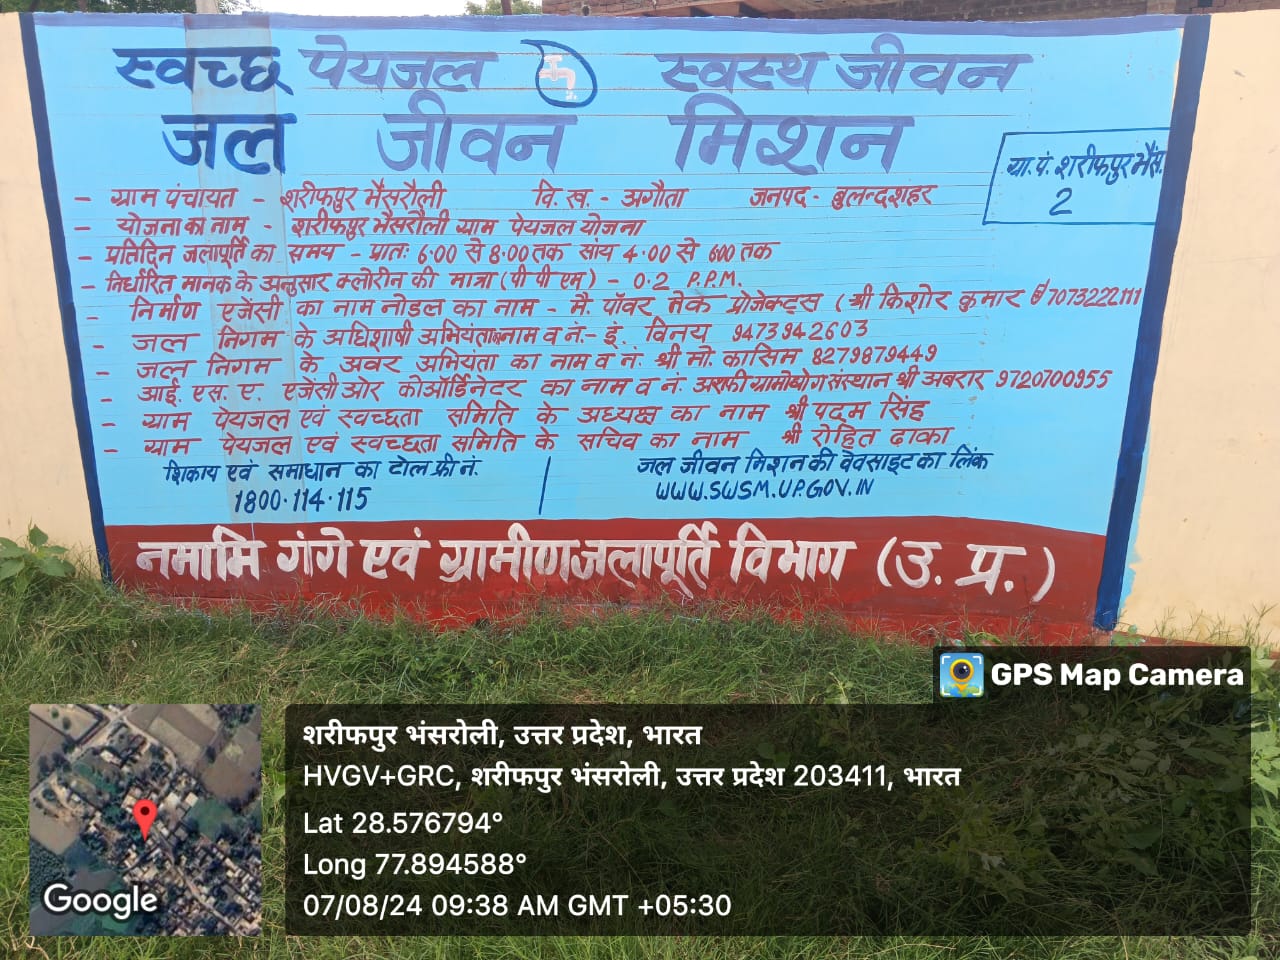 स्वच्छ पेयजल स्वस्थ जीवन
जल जीवन मिशन
ग्रा. पं. शरीफपुर भैंस.
2
- ग्राम पंचायत - शरीफपुर भैसरौली वि. ख. - अगौता जनपद - बुलन्दशहर
- योजना का नाम - शरीफपुर भैसरौली ग्राम पेयजल योजना
- प्रतिदिन जलापूर्ति का समय - प्रातः 6.00 से 8.00 तक सांय 4.00 से 600 तक
- निर्धारित मानक के अनुसार क्लोरीन की मात्रा (पी पी एम) - 0.2 P.P.M.
- निर्माण एजेंसी का नाम नोडल का नाम - मै. पॉवर मेक प्रोजेक्ट्स ( श्री किशोर कुमार 7073222111
- जल निगम के अधिशाषी अभियंता का नाम व नं.- इं. विनय 9473942603
- जल निगम के अवर अभियंता का नाम व नं. श्री मो. कासिम 8279879449
- आई. एस. ए. एजेंसी और कोऑर्डिनेटर का नाम व नं. अशर्फी ग्रामोद्योग संस्थान श्री अबरार 9720700955
- ग्राम पेयजल एवं स्वच्छता समिति के अध्यक्ष का नाम श्री पदम सिंह
- ग्राम पेयजल एवं स्वच्छता समिति के सचिव का नाम श्री रोहित ढाका
शिकाय एवं समाधान का टोल फ्री नं. जल जीवन मिशन की वेवसाइट का लिंक
1800.114.115 WWW.SWSM.UP.GOV.IN
नमामि गंगे एवं ग्रामीण जलापूर्ति विभाग (उ. प्र.)
GPS Map Camera
शरीफपुर भंसरोली, उत्तर प्रदेश, भारत
HVGV+GRC, शरीफपुर भंसरोली, उत्तर प्रदेश 203411, भारत
Lat 28.576794°
Long 77.894588°
07/08/24 09:38 AM GMT +05:30
Google